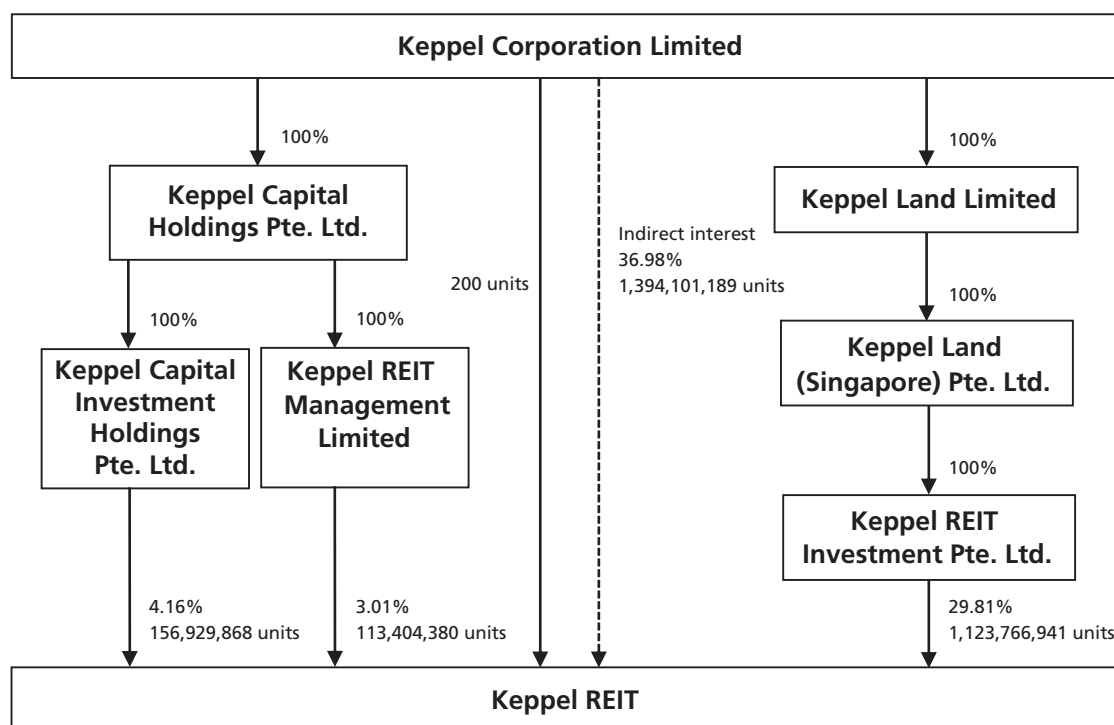 Keppel Corporation Limited
100%
100%
Keppel Capital
Holdings Pte. Ltd.
Keppel Land Limited
Indirect interest
36.98%
1,394,101,189 units
200 units
100%
100%
100%
Keppel Capital
Investment
Holdings
Pte. Ltd.
Keppel REIT
Management
Limited
Keppel Land
(Singapore) Pte. Ltd.
100%
Keppel REIT
Investment Pte. Ltd.
4.16%
156,929,868 units
3.01%
113,404,380 units
29.81%
1,123,766,941 units
Keppel REIT